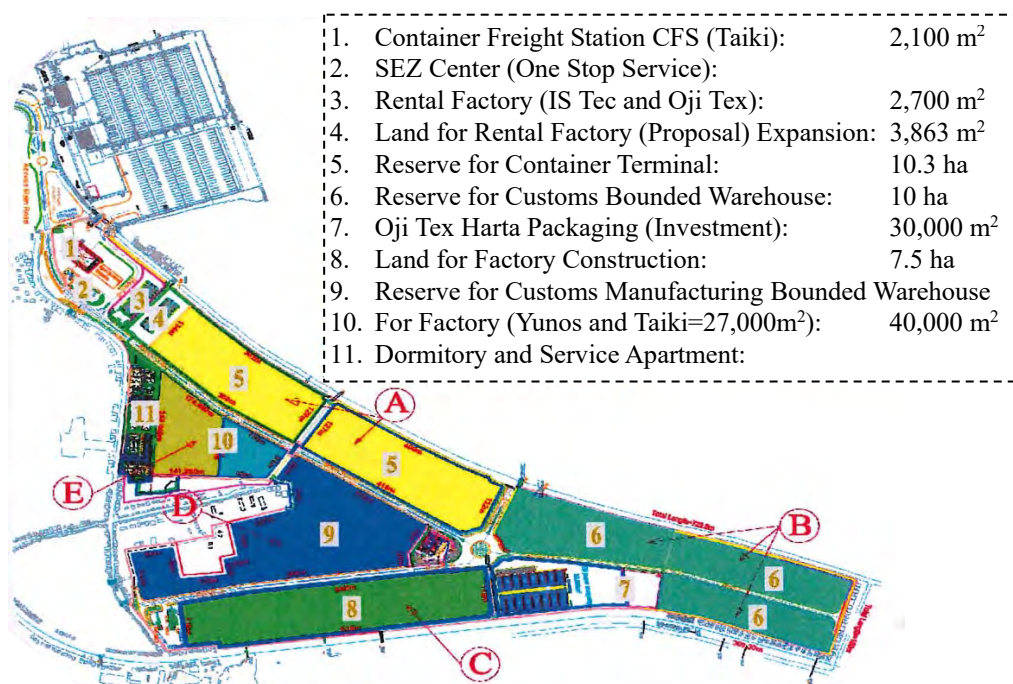 1. Container Freight Station CFS (Taiki): 2,100 m²
2. SEZ Center (One Stop Service):
3. Rental Factory (IS Tec and Oji Tex): 2,700 m²
4. Land for Rental Factory (Proposal) Expansion: 3,863 m²
5. Reserve for Container Terminal: 10.3 ha
6. Reserve for Customs Bounded Warehouse: 10 ha
7. Oji Tex Harta Packaging (Investment): 30,000 m²
8. Land for Factory Construction: 7.5 ha
9. Reserve for Customs Manufacturing Bounded Warehouse
10. For Factory (Yunos and Taiki=27,000m²): 40,000 m²
11. Dormitory and Service Apartment:
1
2
3
4
5
A
11
10
5
E
D
9
6
B
6
7
6
8
C